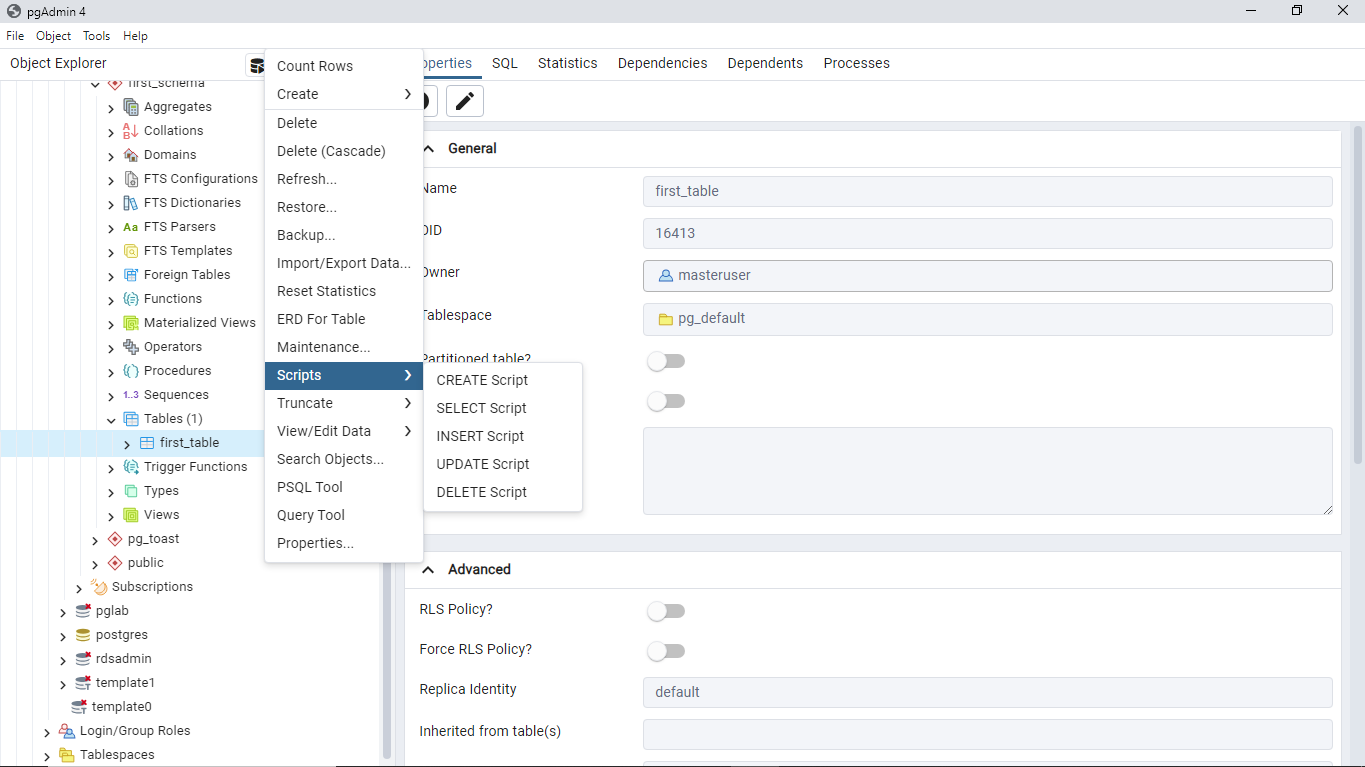 pgAdmin 4
File Object Tools Help
Object Explorer
first_schema
Aggregates
Collations
Domains
FTS Configurations
FTS Dictionaries
Aa FTS Parsers
FTS Templates
Foreign Tables
Functions
Materialized Views
Operators
Procedures
1..3 Sequences
Tables (1)
first_table
Trigger Functions
Types
Views
pg_toast
public
Subscriptions
pglab
postgres
rdsadmin
template1
template0
Login/Group Roles
Tablespaces
Count Rows
Create
Delete
Delete (Cascade)
Refresh...
Restore...
Backup...
Import/Export Data...
Reset Statistics
ERD For Table
Maintenance...
Scripts
Truncate
View/Edit Data
Search Objects...
PSQL Tool
Query Tool
Properties...
CREATE Script
SELECT Script
INSERT Script
UPDATE Script
DELETE Script
operties SQL Statistics Dependencies Dependents Processes
General
Name first_table
OID 16413
Owner masteruser
Tablespace pg_default
Partitioned table?
Advanced
RLS Policy?
Force RLS Policy?
Replica Identity default
Inherited from table(s)